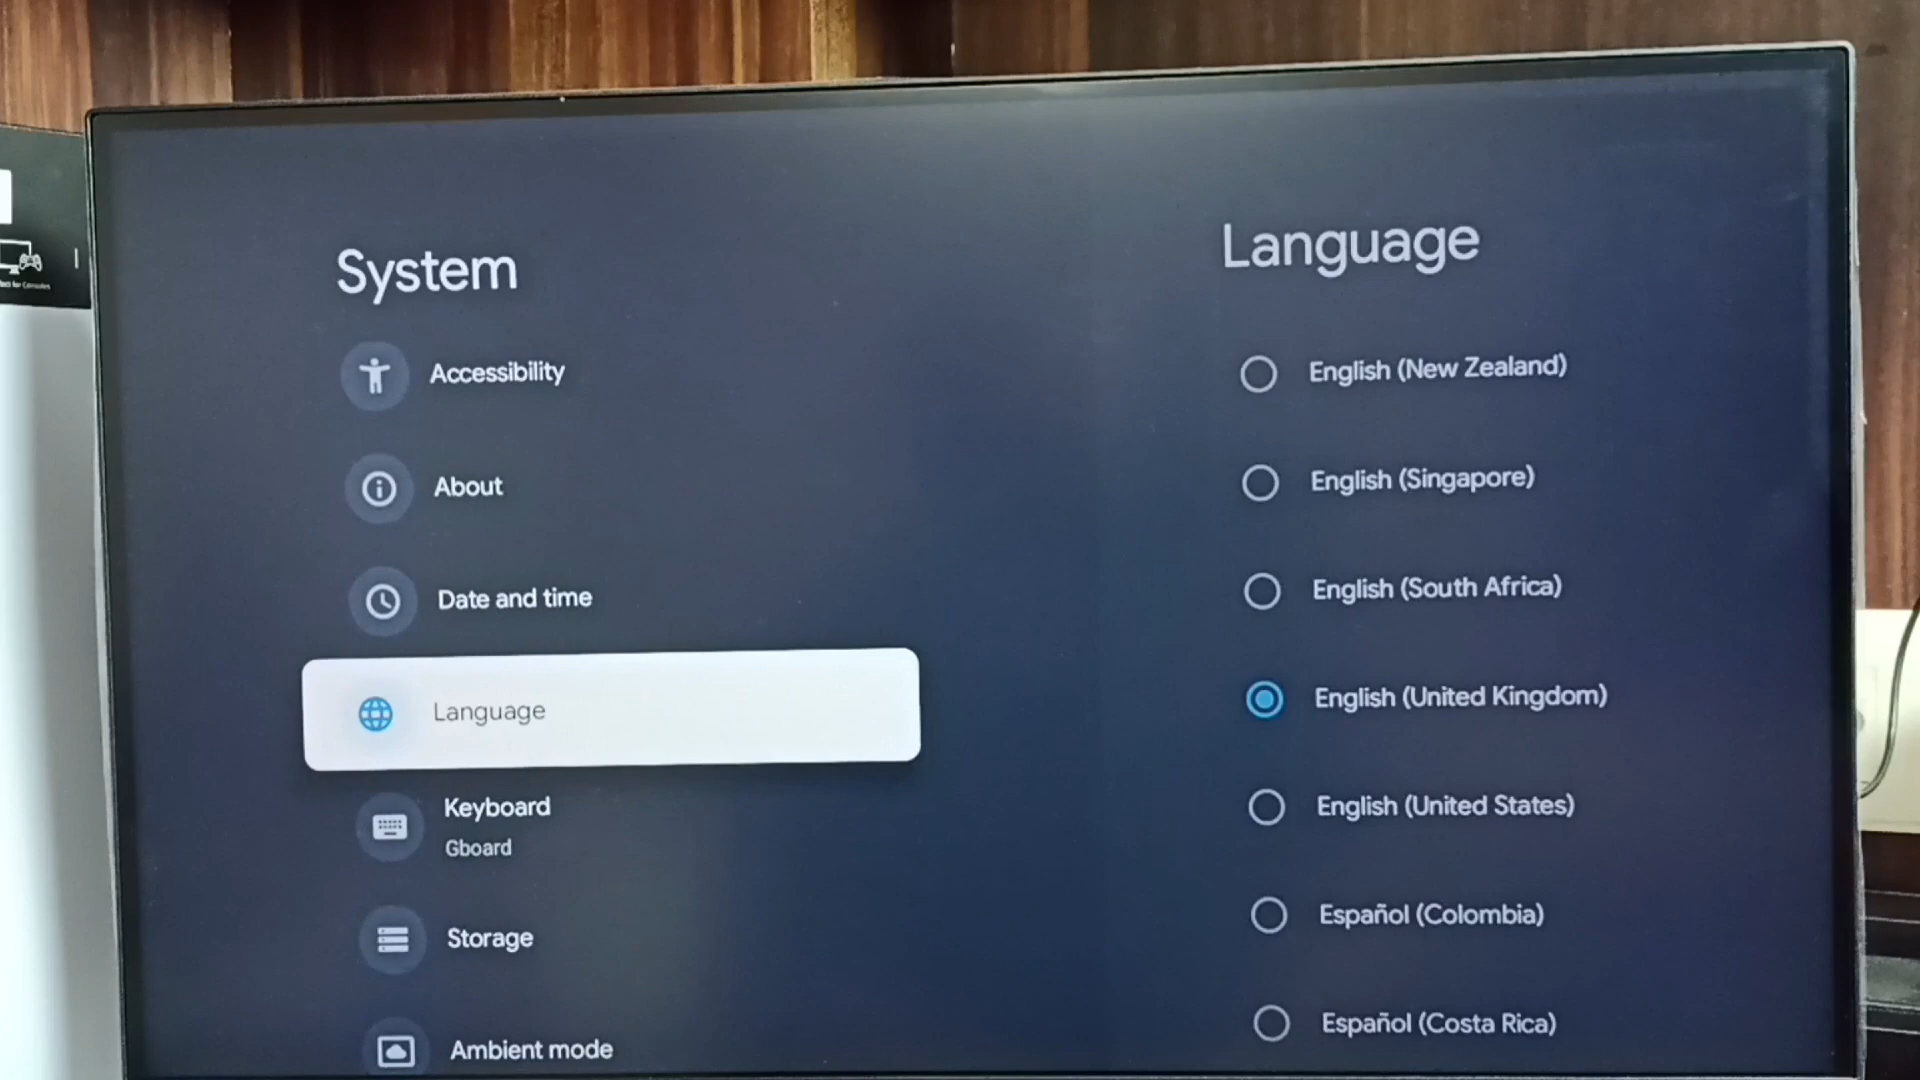 System
Accessibility
About
Date and time
Language
Keyboard
Gboard
Storage
Ambient mode
Language
English (New Zealand)
English (Singapore)
English (South Africa)
English (United Kingdom)
English (United States)
Español (Colombia)
Español (Costa Rica)